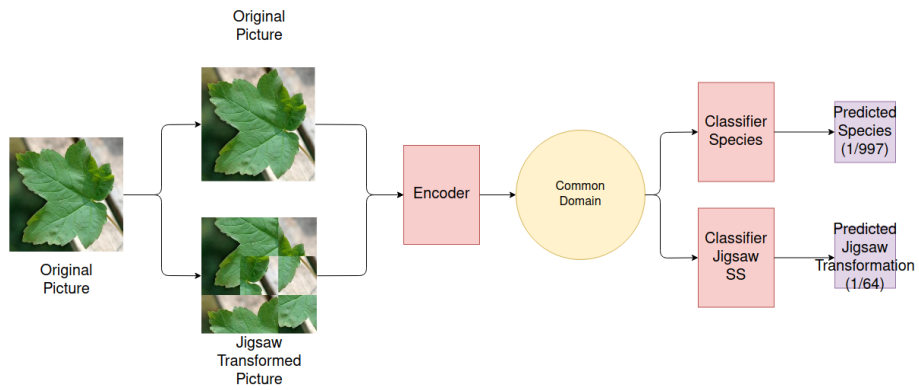 Original
Picture
Original
Picture
Jigsaw
Transformed
Picture
Encoder
Common
Domain
Classifier
Species
Predicted
Species
(1/997)
Classifier
Jigsaw
SS
Predicted
Jigsaw
Transformation
(1/64)